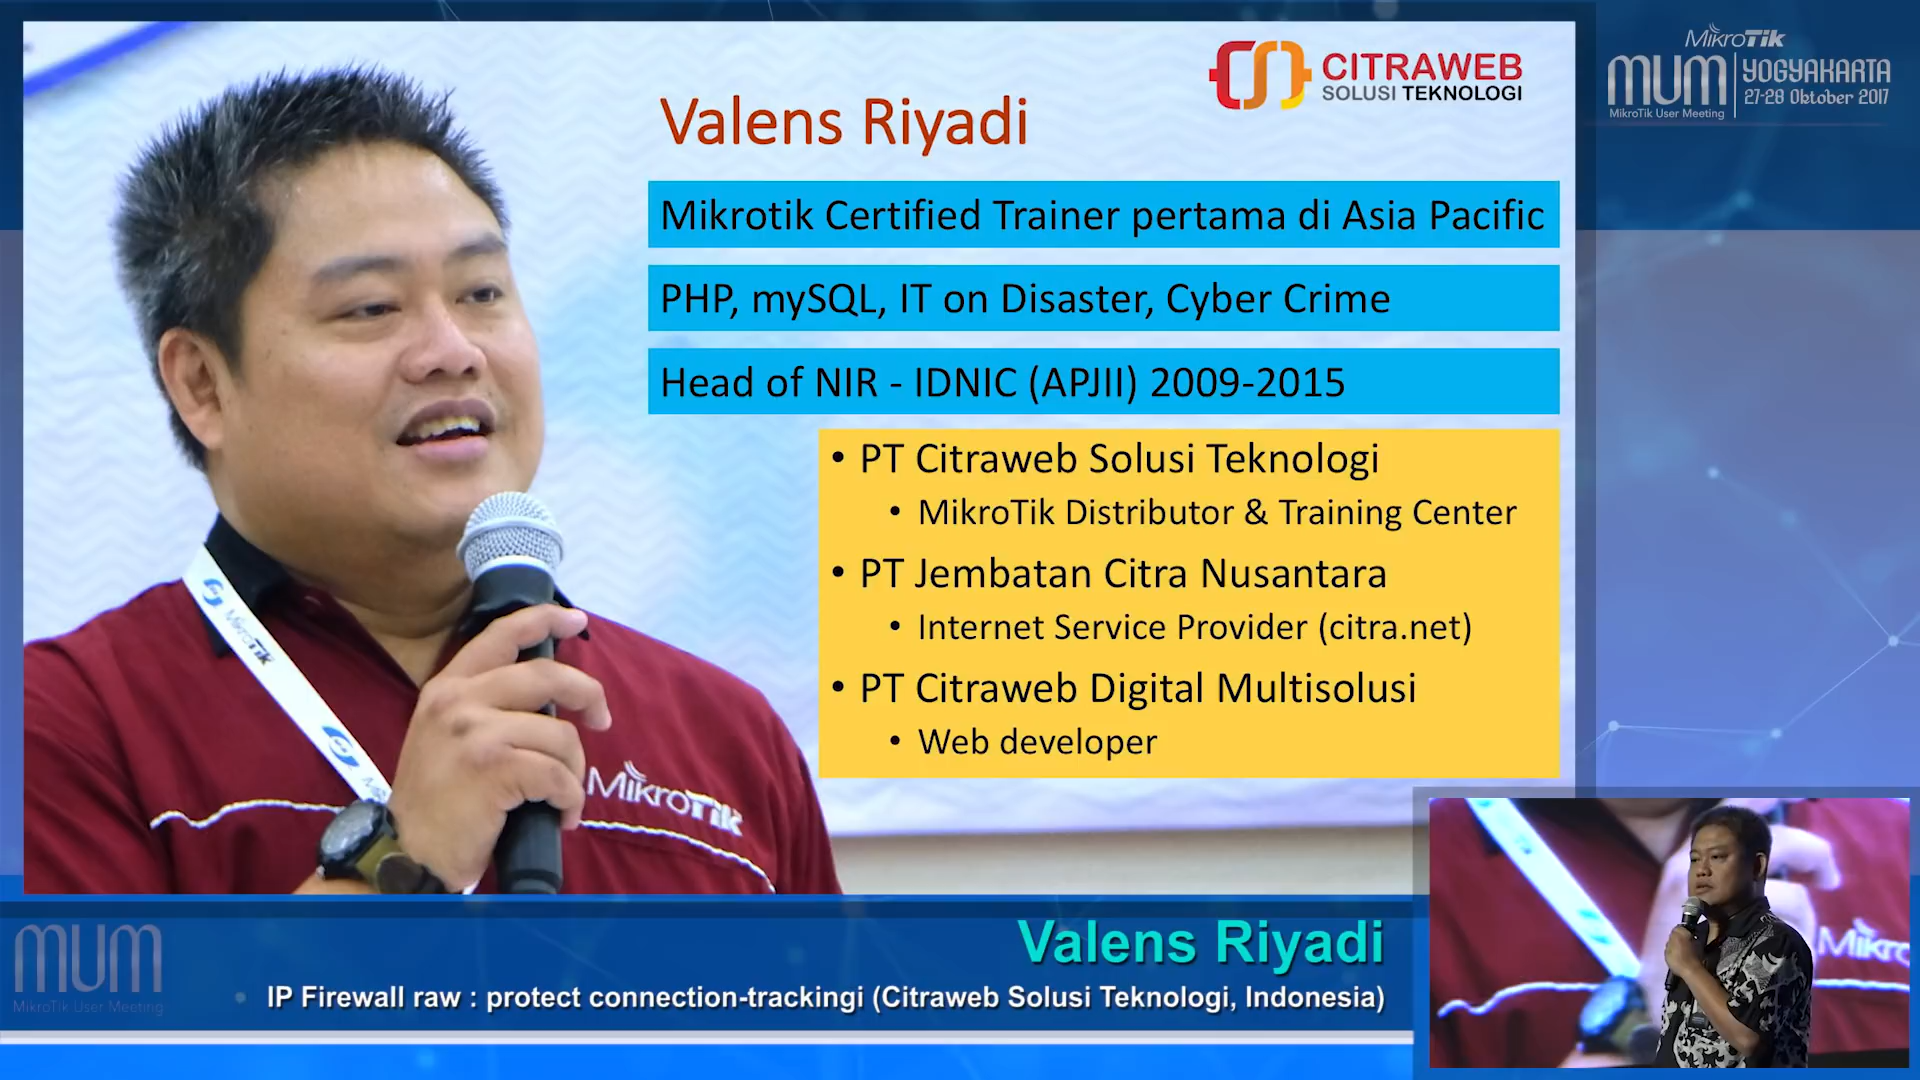 Valens Riyadi
CITRAWEB
SOLUSI TEKNOLOGI
MikroTik
MUM
MikroTik User Meeting
YOGYAKARTA
27-28 Oktober 2017
Mikrotik Certified Trainer pertama di Asia Pacific
PHP, mySQL, IT on Disaster, Cyber Crime
Head of NIR - IDNIC (APJII) 2009-2015
• PT Citraweb Solusi Teknologi
• MikroTik Distributor & Training Center
• PT Jembatan Citra Nusantara
• Internet Service Provider (citra.net)
• PT Citraweb Digital Multisolusi
• Web developer
MikroTik
MikroTik
Mikro
MUM
MikroTik User Meeting
Valens Riyadi
• IP Firewall raw : protect connection-trackingi (Citraweb Solusi Teknologi, Indonesia)